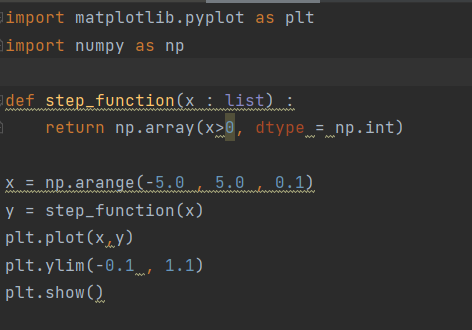 import matplotlib.pyplot as plt
import numpy as np
def step_function(x : list) :
return np.array(x>0, dtype = np.int)
x = np.arange(-5.0 , 5.0 , 0.1)
y = step_function(x)
plt.plot(x,y)
plt.ylim(-0.1 , 1.1)
plt.show()